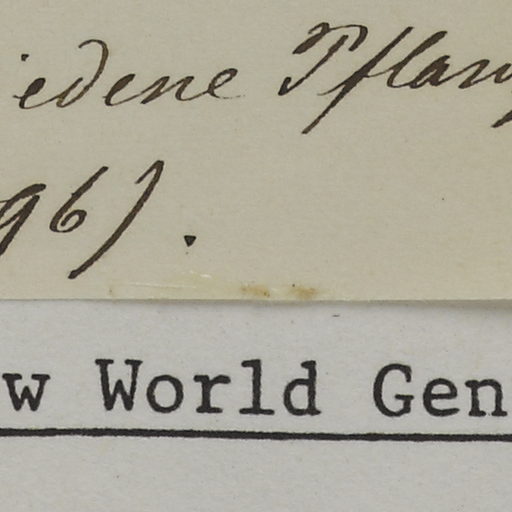 iedene Pflan
96).
w World Gen